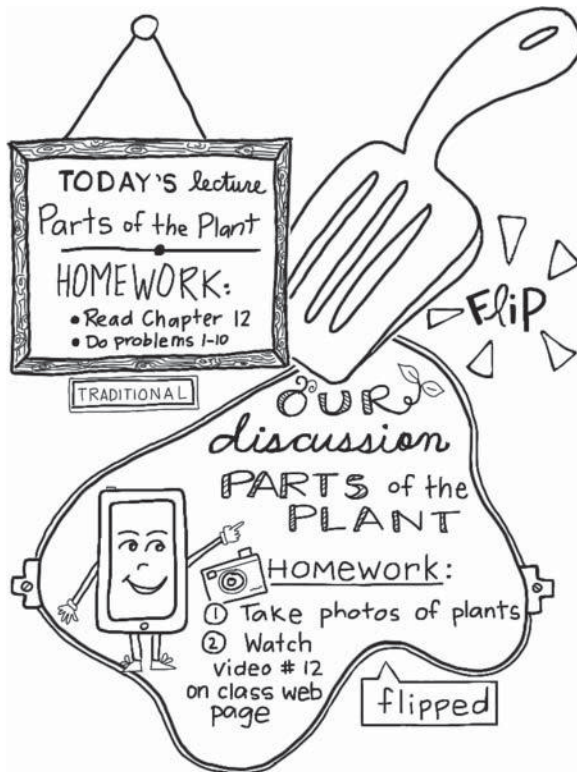 TODAY'S lecture
Parts of the Plant
HOMEWORK:
• Read Chapter 12
• Do problems 1-10
TRADITIONAL
FliP
OUR
discussion
PARTS of the
PLANT
HOMEWORK:
① Take photos of plants
② Watch
video # 12
on class web
page
flipped